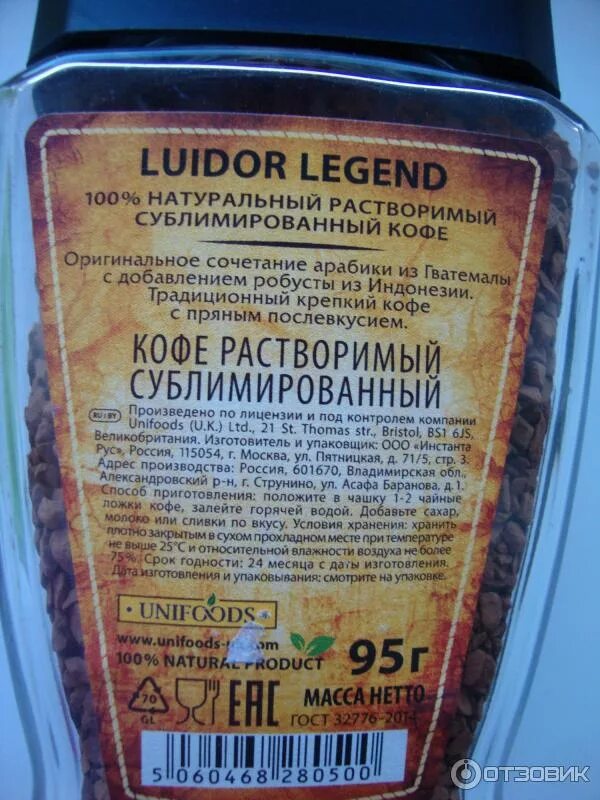 LUIDOR LEGEND
100% НАТУРАЛЬНЫЙ РАСТВОРИМЫЙ
СУБЛИМИРОВАННЫЙ КОФЕ
Оригинальное сочетание арабики из Гватемалы
с добавлением робусты из Индонезии.
Традиционный крепкий кофе
с пряным послевкусием.
КОФЕ РАСТВОРИМЫЙ
СУБЛИМИРОВАННЫЙ
RU BY Произведено по лицензии и под контролем компании
Unifoods (U.K.) Ltd., 21 St. Thomas str., Bristol, BS1 6JS,
Великобритания. Изготовитель и упаковщик: ООО «Инстанта
Рус», Россия, 115054, г. Москва, ул. Пятницкая, д. 71/5, стр. 3.
Адрес производства: Россия, 601670, Владимирская обл.,
Александровский р-н, г. Струнино, ул. Асафа Баранова, д.1.
Способ приготовления: положите в чашку 1-2 чайные
ложки кофе, залейте горячей водой. Добавьте сахар,
молоко или сливки по вкусу. Условия хранения: хранить
плотно закрытым в сухом прохладном месте при температуре
не выше 25°С и относительной влажности воздуха не более
75%. Срок годности: 24 месяца с даты изготовления.
Дата изготовления и упаковывания: смотрите на упаковке.
UNIFOODS
www.unifoods-
100% NATURAL PRODUCT
95 г
МАССА НЕТТО
ГОСТ 32776-2014
70
GL
EAC
5 060468 280500
ОТЗОВИК